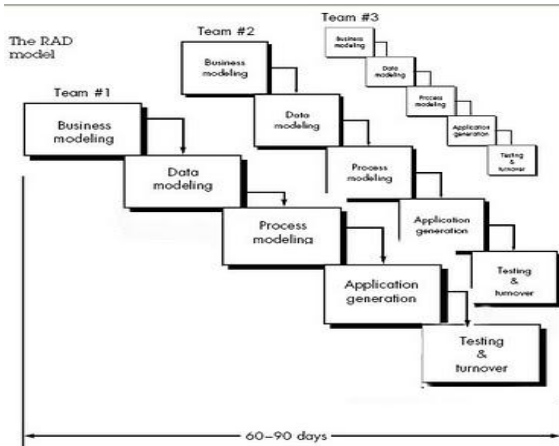 The RAD
model
Team #1
Business
modeling
Data
modeling
Process
modeling
Application
generation
Testing
&
turnover
Team #2
Business
modeling
Data
modeling
Process
modeling
Application
generation
Testing
&
turnover
Team #3
Business
modeling
Data
modeling
Process
modeling
Application
generation
Testing
&
turnover
60–90 days